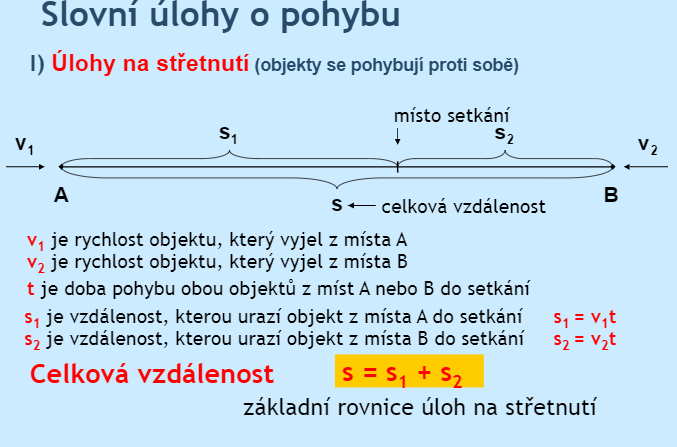 Slovní úlohy o pohybu
I) Úlohy na střetnutí (objekty se pohybují proti sobě)
místo setkání
v₁ s₁ s₂ v₂
A B
s celková vzdálenost
v₁ je rychlost objektu, který vyjel z místa A
v₂ je rychlost objektu, který vyjel z místa B
t je doba pohybu obou objektů z míst A nebo B do setkání
s₁ je vzdálenost, kterou urazí objekt z místa A do setkání s₁ = v₁t
s₂ je vzdálenost, kterou urazí objekt z místa B do setkání s₂ = v₂t
Celková vzdálenost s = s₁ + s₂
základní rovnice úloh na střetnutí